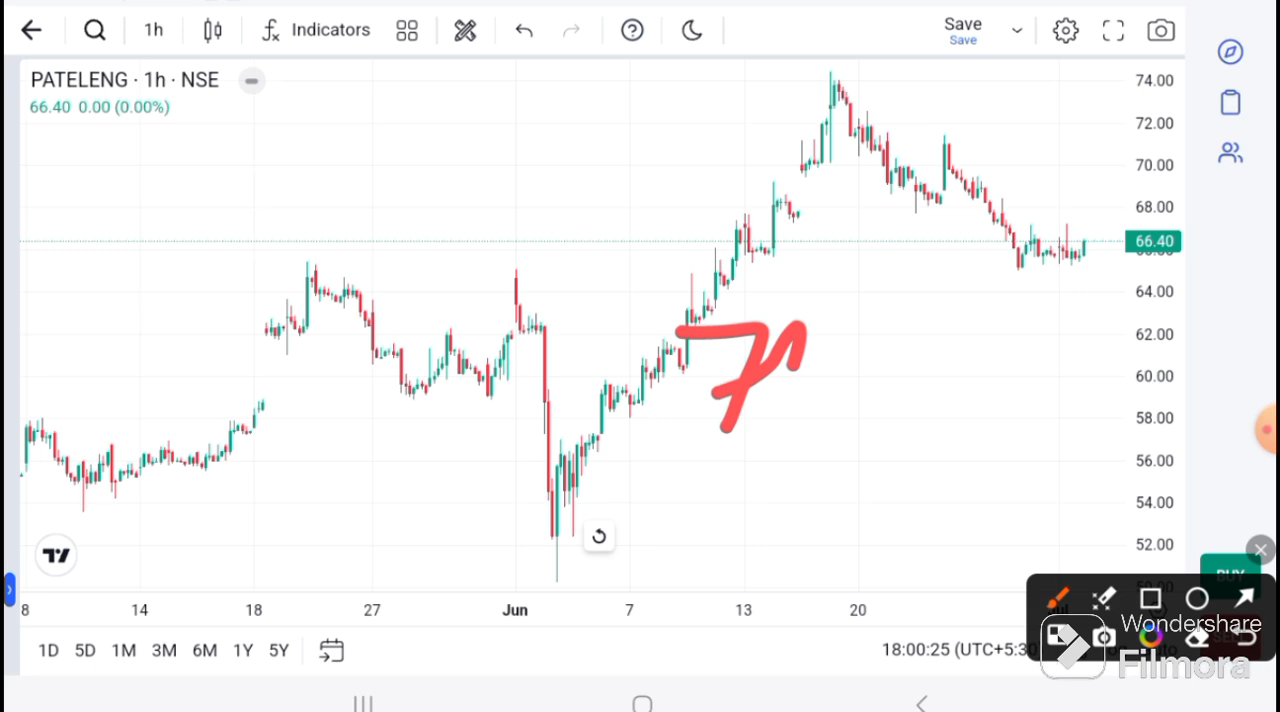 1h
Indicators
Save
Save
PATELENG · 1h · NSE
66.40 0.00 (0.00%)
74.00
72.00
70.00
68.00
66.40
64.00
62.00
60.00
58.00
56.00
54.00
52.00
BUY
8 14 18 27 Jun 7 13 20
1D 5D 1M 3M 6M 1Y 5Y
18:00:25 (UTC+5:30
Wondershare
Filmora